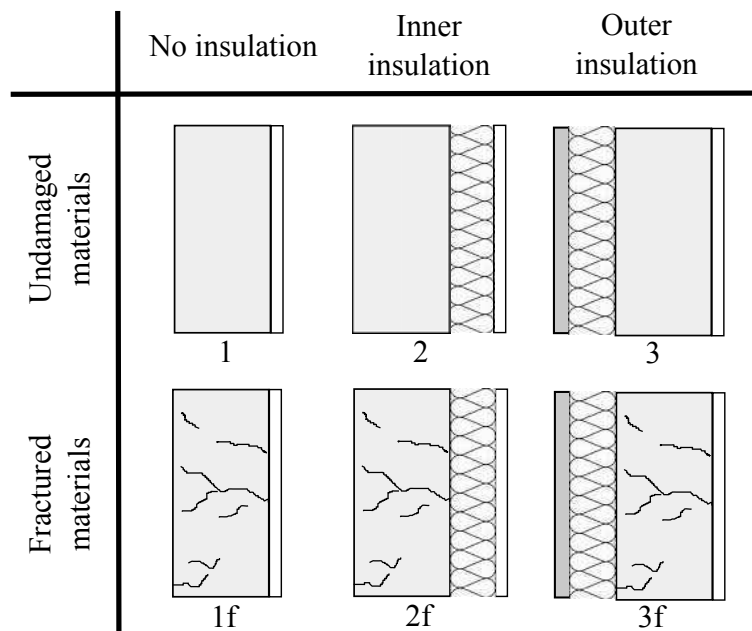 No insulation
Inner
insulation
Outer
insulation
Undamaged
materials
1
2
3
Fractured
materials
1f
2f
3f